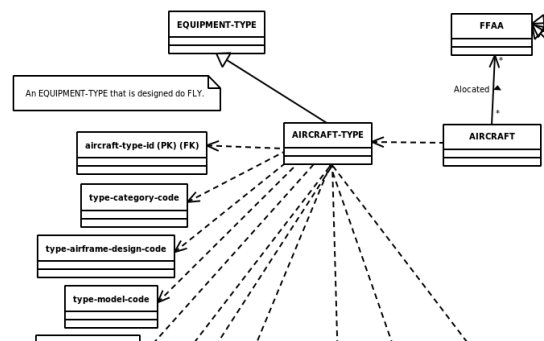 EQUIPMENT-TYPE
FFAA
An EQUIPMENT-TYPE that is designed do FLY.
Alocated
*
*
AIRCRAFT-TYPE
AIRCRAFT
aircraft-type-id (PK) (FK)
type-category-code
type-airframe-design-code
type-model-code